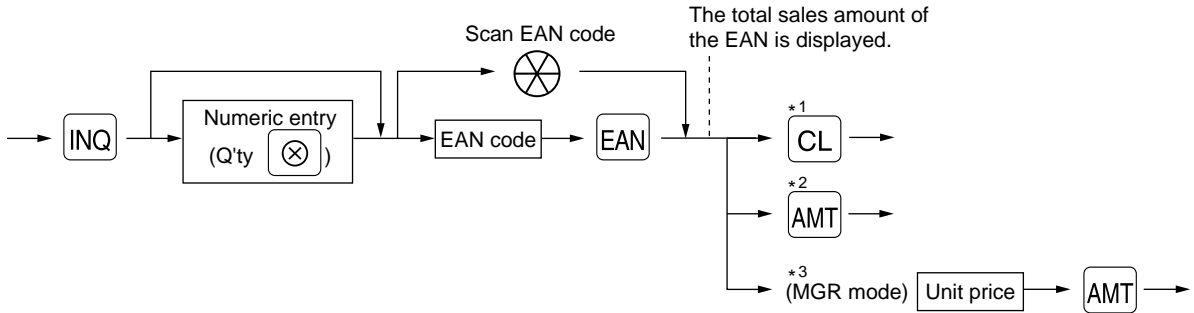 The total sales amount of
the EAN is displayed.
Scan EAN code
INQ
Numeric entry
(Q'ty ⊗ )
EAN code
EAN
*1
CL
*2
AMT
*3
(MGR mode) Unit price AMT